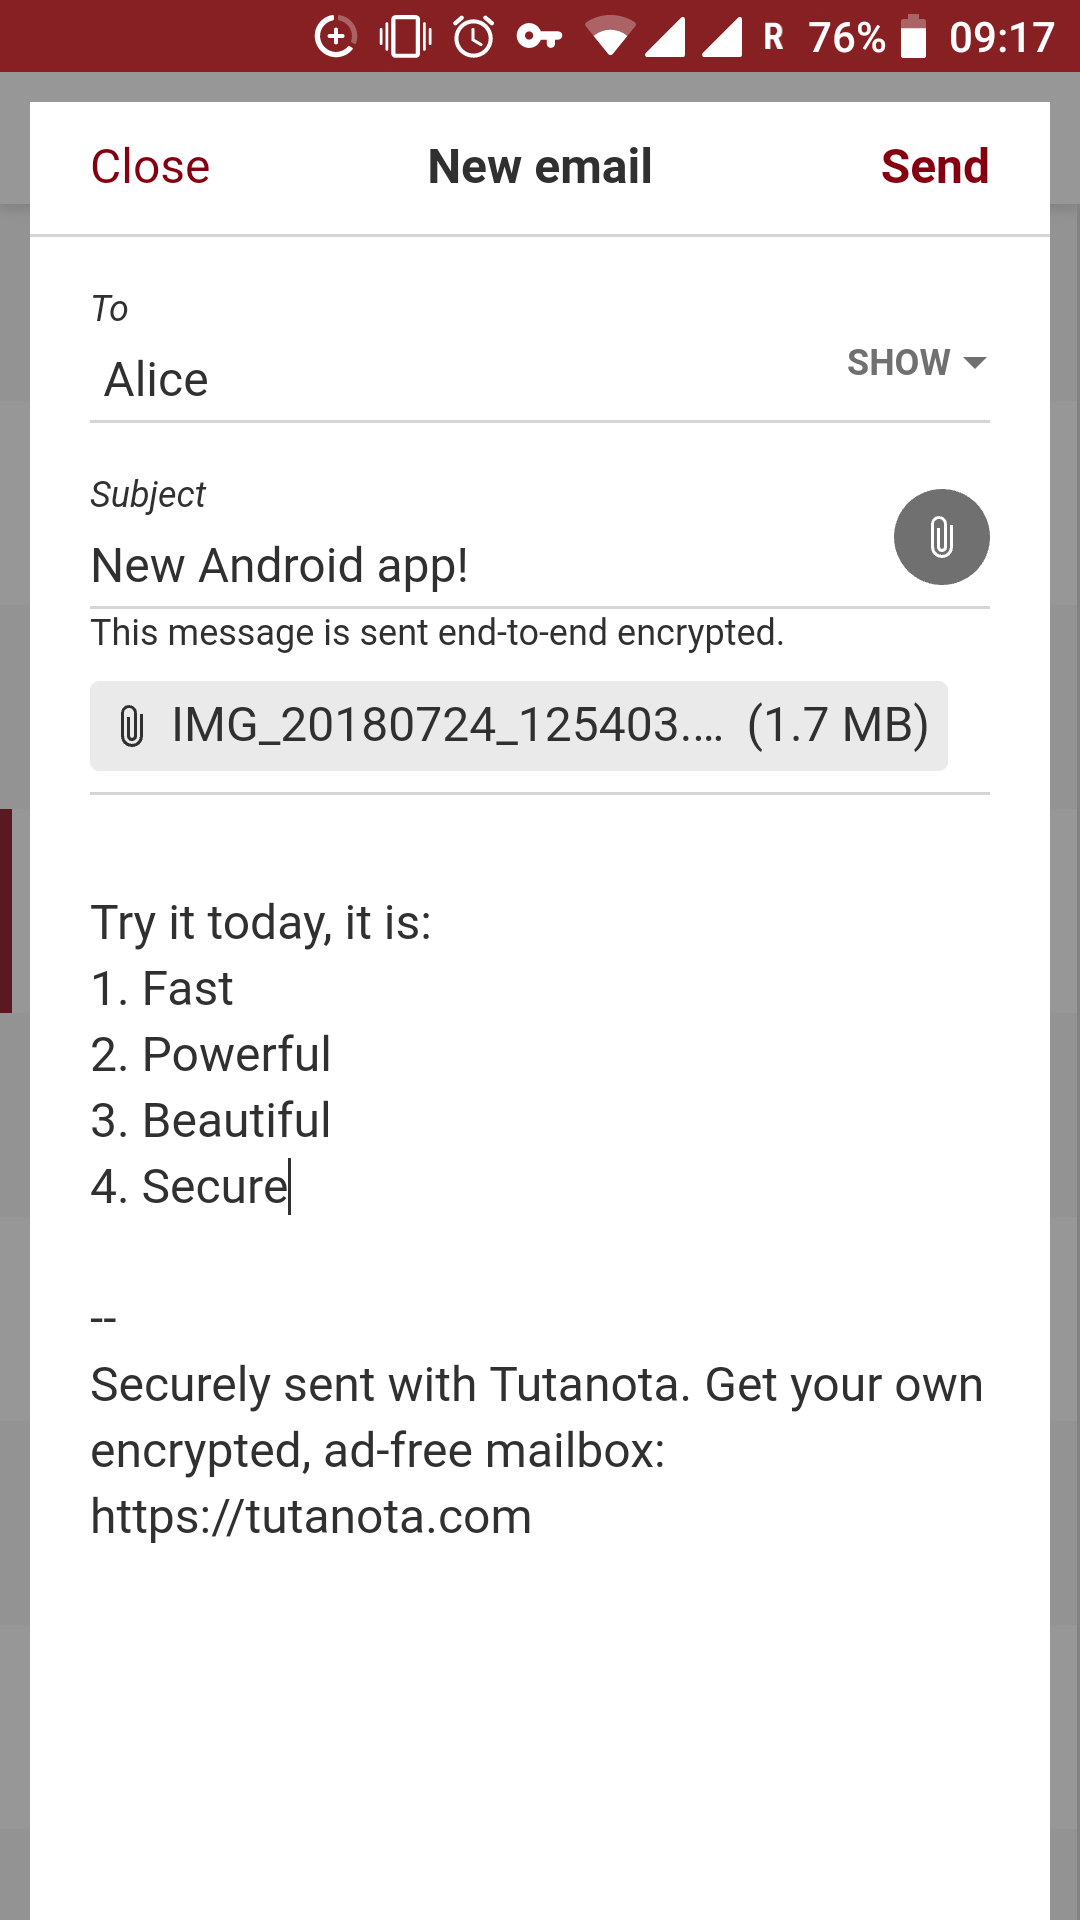 R 76% 09:17
Close New email Send
To
Alice SHOW
Subject
New Android app!
This message is sent end-to-end encrypted.
IMG_20180724_125403.… (1.7 MB)
Try it today, it is:
1. Fast
2. Powerful
3. Beautiful
4. Secure
--
Securely sent with Tutanota. Get your own
encrypted, ad-free mailbox:
https://tutanota.com